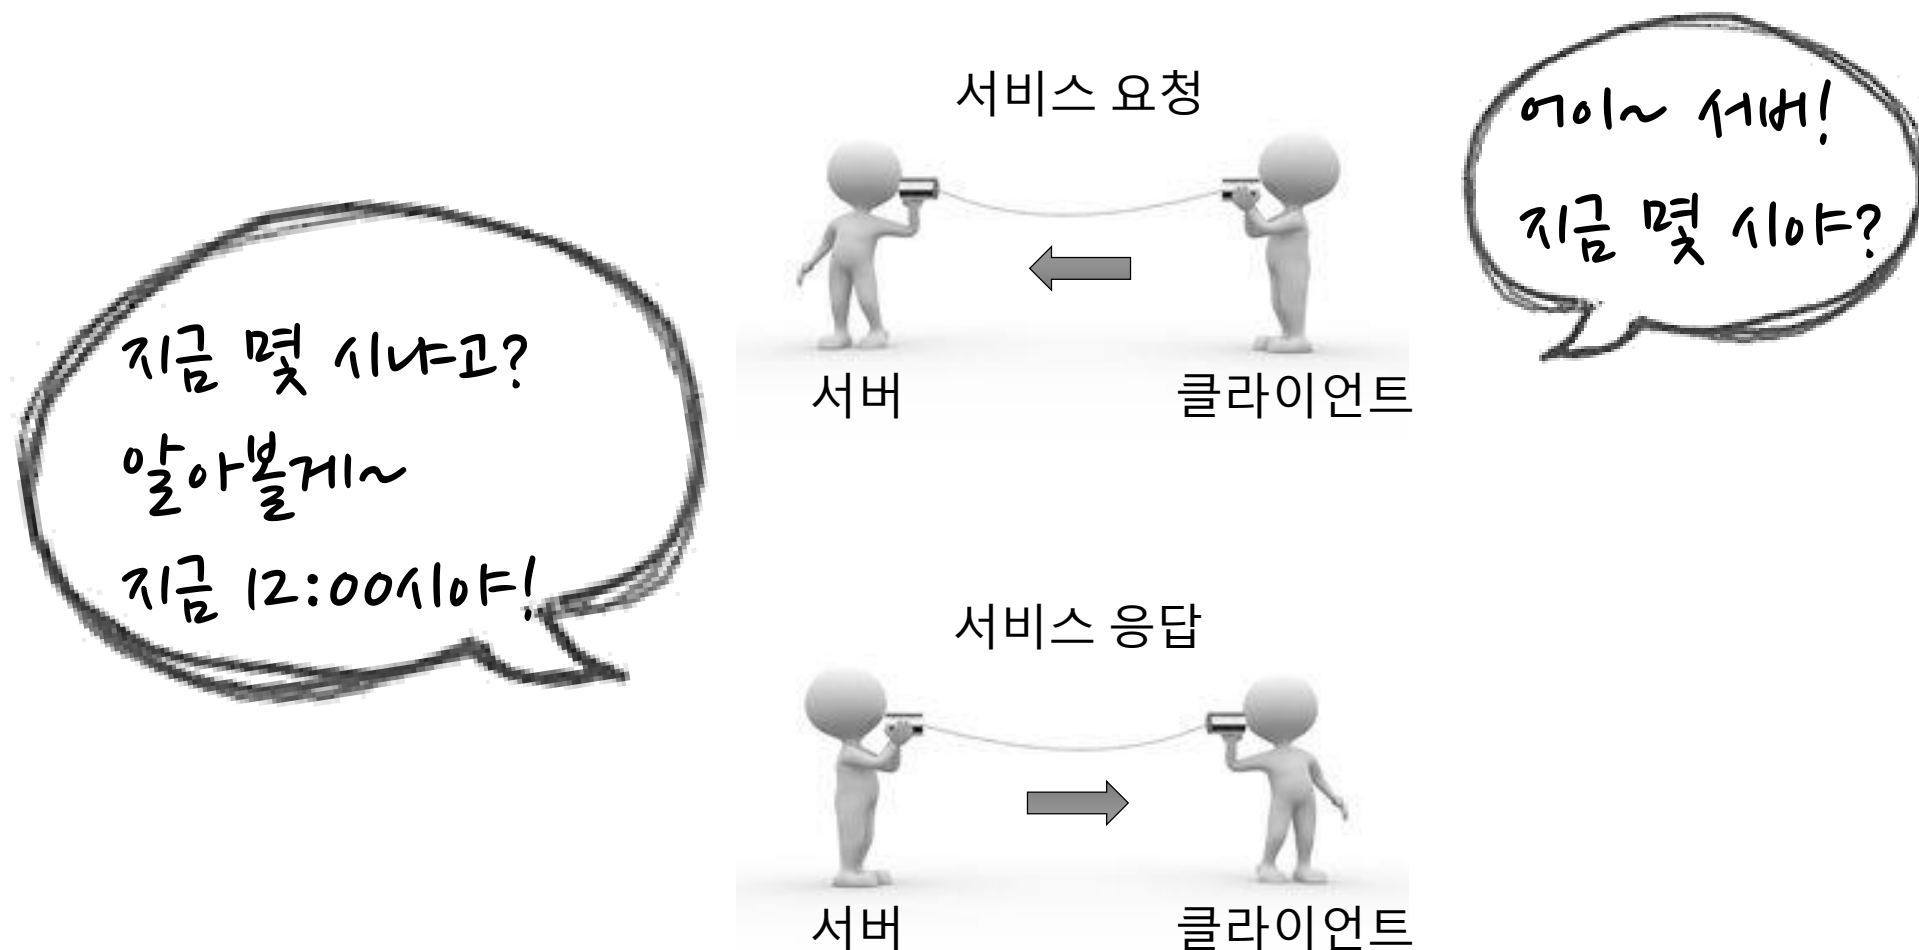 서비스 요청
어이~ 서버!
지금 몇 시야?
서버
클라이언트
지금 몇 시냐고?
알아볼게~
지금 12:00시야!
서비스 응답
서버
클라이언트